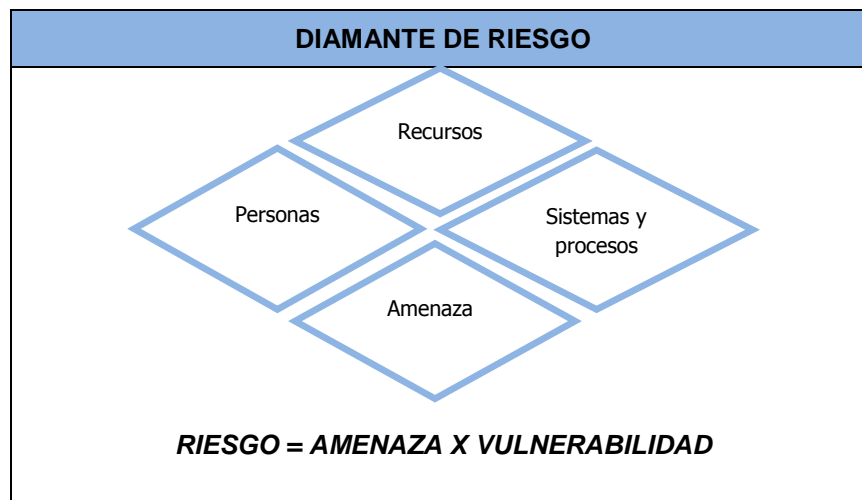 DIAMANTE DE RIESGO
Recursos
Personas
Sistemas y
procesos
Amenaza
RIESGO = AMENAZA X VULNERABILIDAD